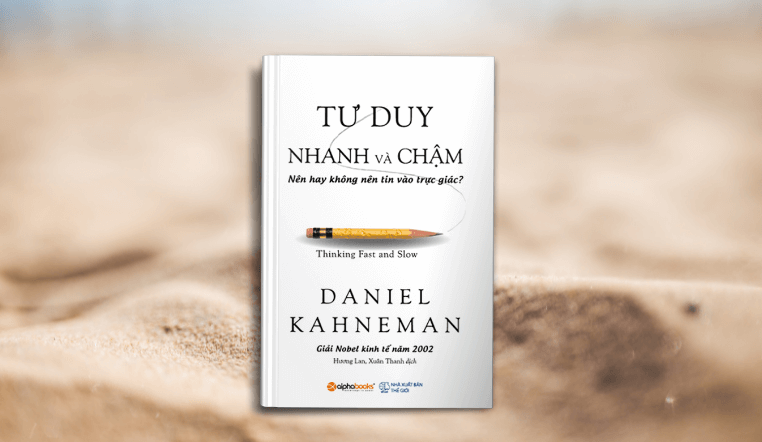 TƯ DUY
NHANH VÀ CHẬM
Nên hay không nên tin vào trực giác?
Thinking Fast and Slow
DANIEL
KAHNEMAN
Giải Nobel kinh tế năm 2002
Hương Lan, Xuân Thanh dịch
alphabooks®
NHÀ XUẤT BẢN
THẾ GIỚI